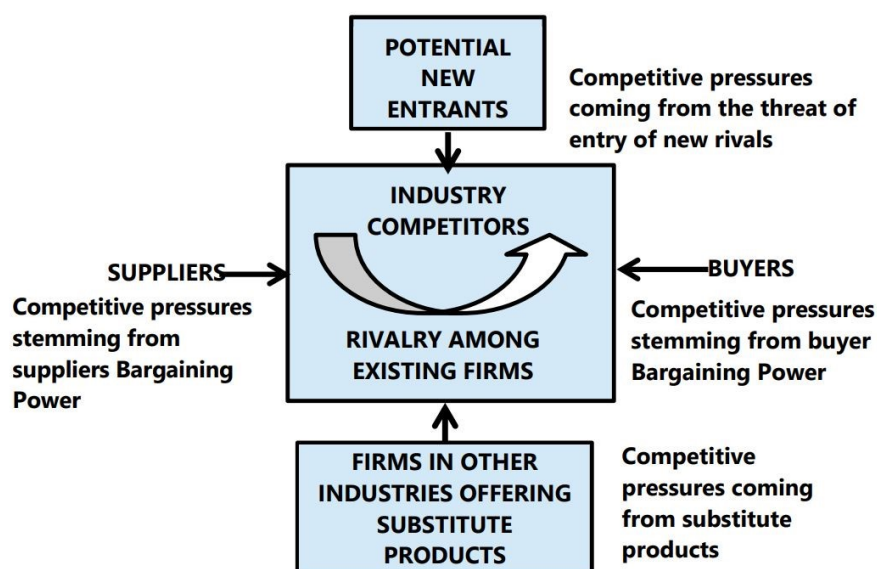 POTENTIAL
NEW
ENTRANTS
Competitive pressures
coming from the threat of
entry of new rivals
INDUSTRY
COMPETITORS
SUPPLIERS
Competitive pressures
stemming from
suppliers Bargaining
Power
BUYERS
Competitive pressures
stemming from buyer
Bargaining Power
RIVALRY AMONG
EXISTING FIRMS
FIRMS IN OTHER
INDUSTRIES OFFERING
SUBSTITUTE
PRODUCTS
Competitive
pressures coming
from substitute
products